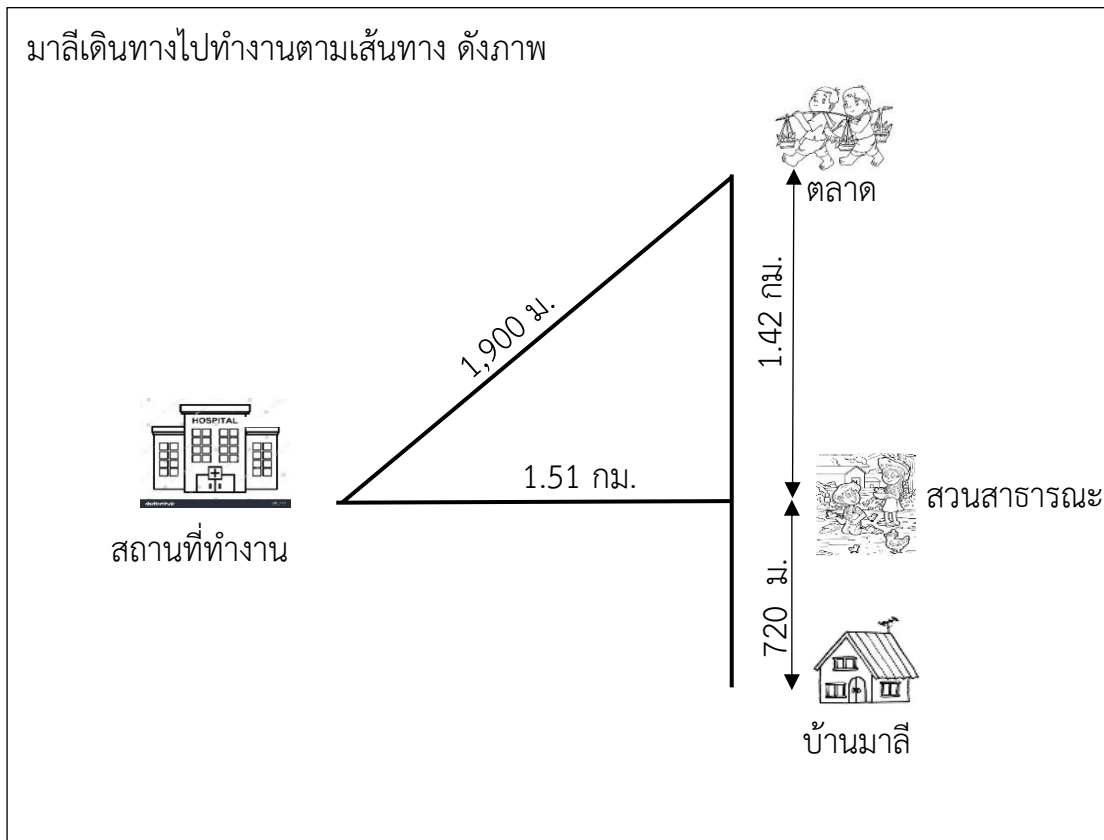 มาลีเดินทางไปทำงานตามเส้นทาง ดังภาพ
ตลาด
1.42 กม.
1,900 ม.
HOSPITAL
1.51 กม.
สวนสาธารณะ
สถานที่ทำงาน
720 ม.
บ้านมาลี